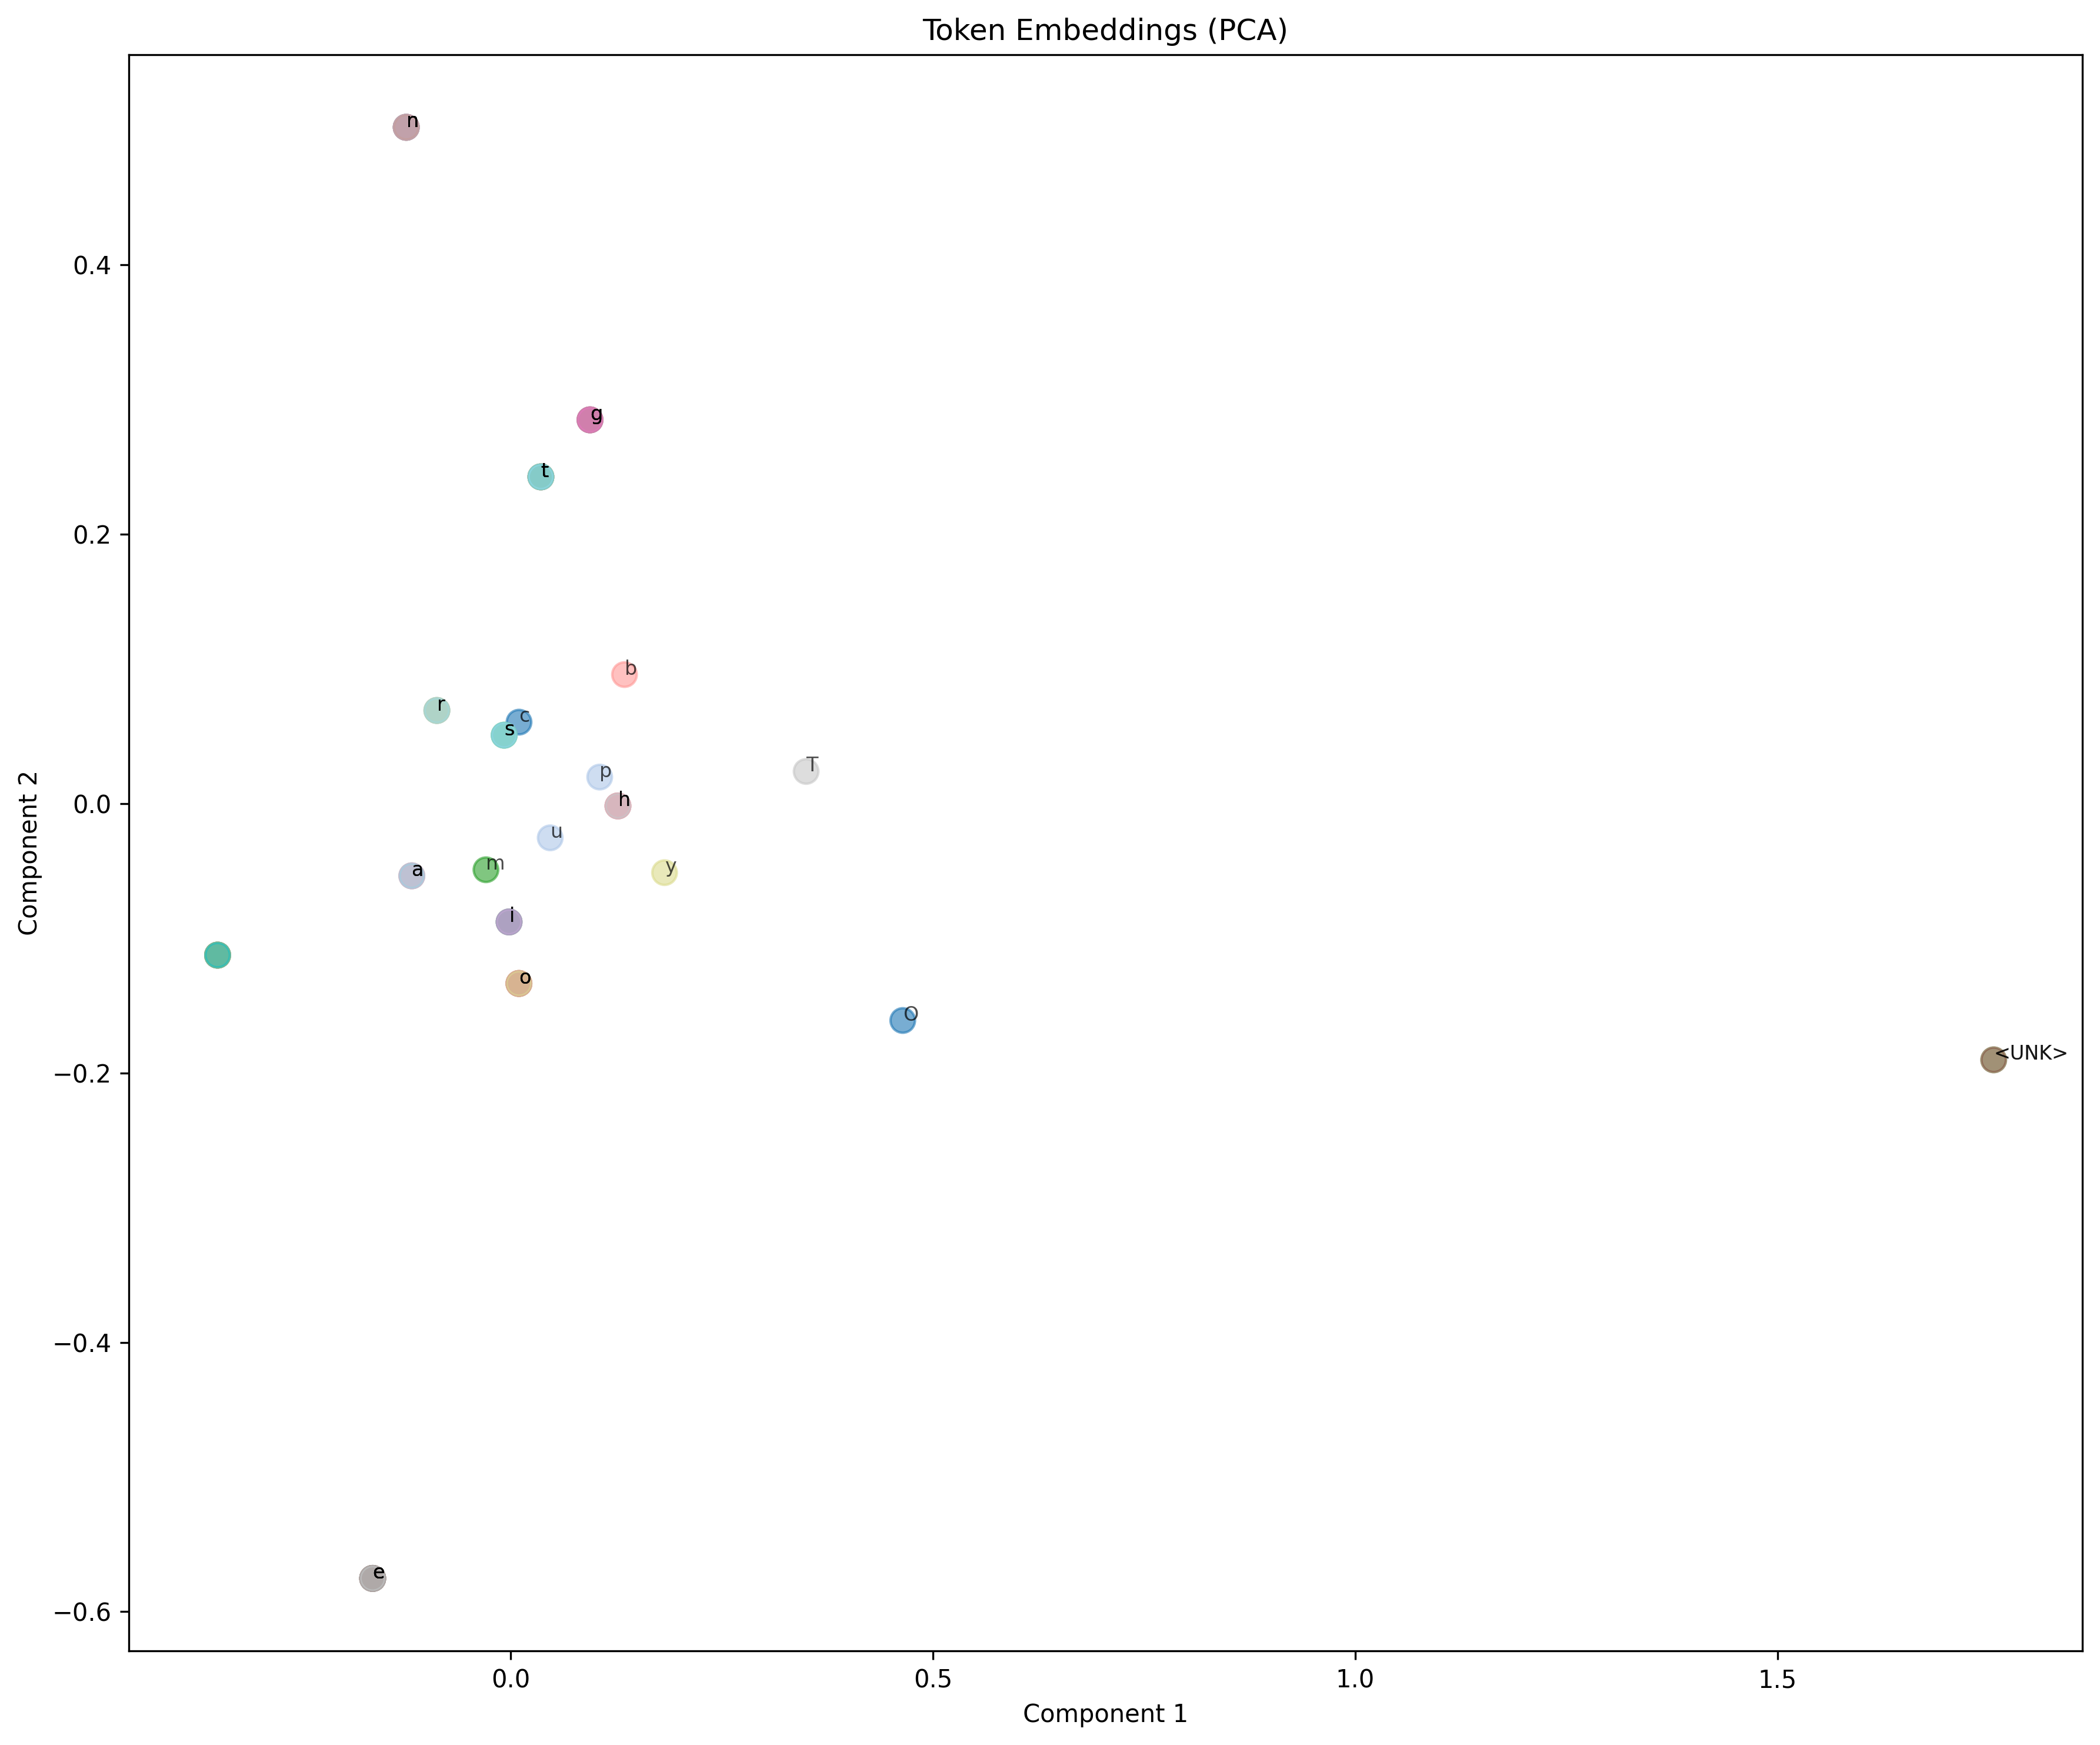 Token Embeddings (PCA)
n
0.4
g
t
0.2
b
r
c
s
T
p
h
0.0
u
m
a
y
i
o
O
<UNK>
−0.2
−0.4
e
−0.6
0.0 0.5 1.0 1.5
Component 1
Component 2